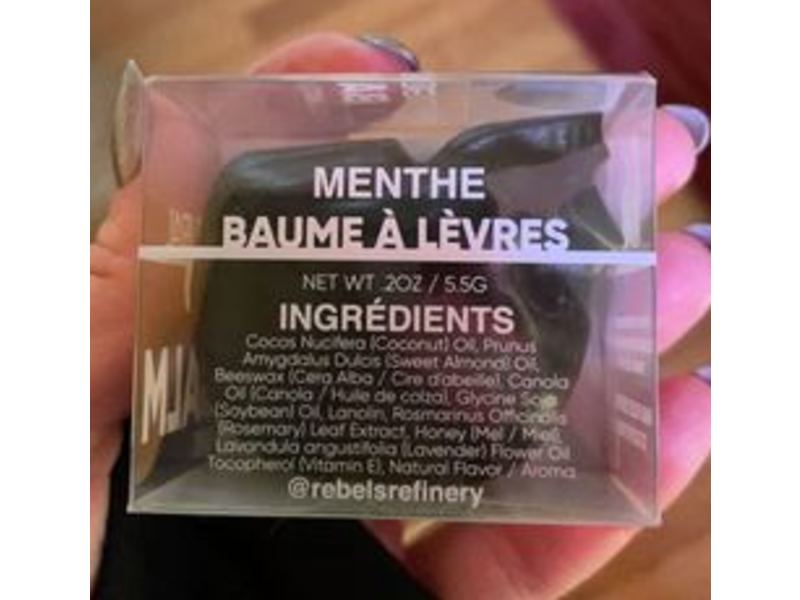 MENTHE
BAUME À LÈVRES
NET WT .2OZ / 5.5G
INGRÉDIENTS
Cocos Nucifera (Coconut) Oil, Prunus
Amygdalus Dulcis (Sweet Almond) Oil,
Beeswax (Cera Alba / Cire d'abeille), Canola
Oil (Canola / Huile de colza), Glycine Soja
(Soybean) Oil, Lanolin, Rosmarinus Officinalis
(Rosemary) Leaf Extract, Honey (Mel / Miel),
Lavandula angustifolia (Lavender) Flower Oil
Tocopherol (Vitamin E), Natural Flavor / Aroma
@rebelsrefinery